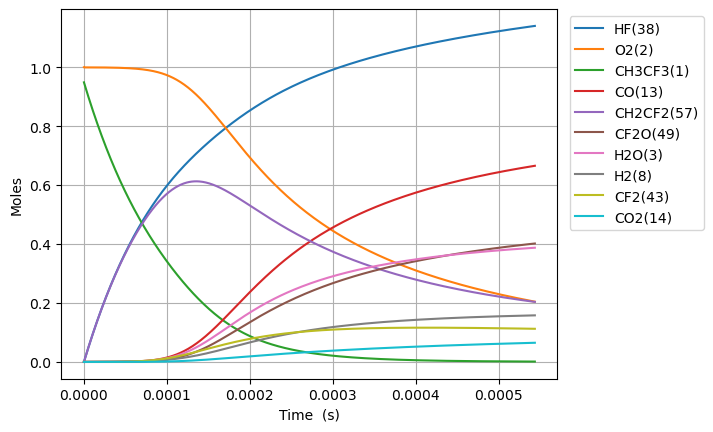 Moles
1.0
0.8
0.6
0.4
0.2
0.0
0.0000
0.0001
0.0002
0.0003
0.0004
0.0005
Time  (s)
HF(38)
O2(2)
CH3CF3(1)
CO(13)
CH2CF2(57)
CF2O(49)
H2O(3)
H2(8)
CF2(43)
CO2(14)